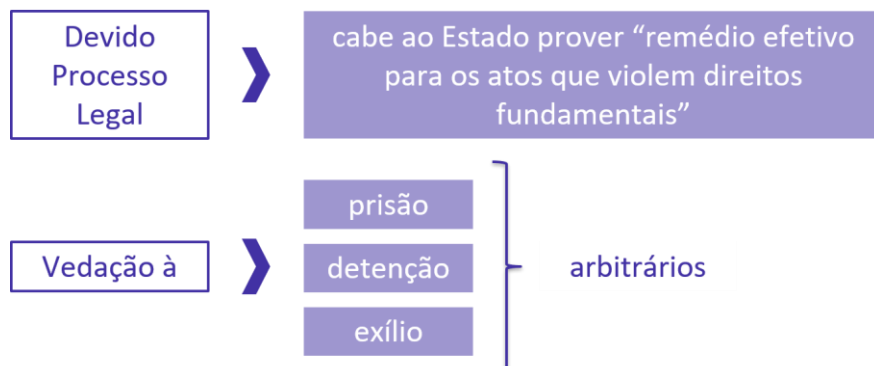 Devido
Processo
Legal
cabe ao Estado prover “remédio efetivo
para os atos que violem direitos
fundamentais”
Vedação à
prisão
detenção
exílio
arbitrários